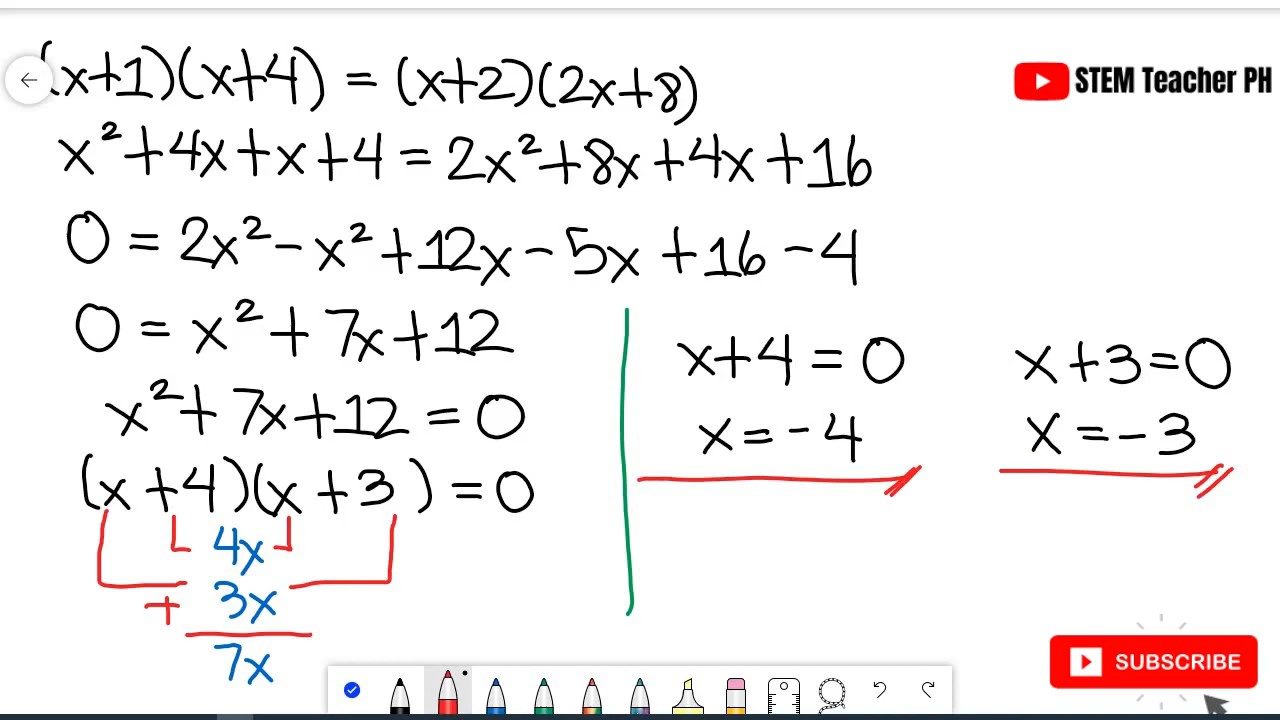 (x+1)(x+4) = (x+2)(2x+8)
STEM Teacher PH
x² + 4x + x + 4 = 2x² + 8x + 4x + 16
0 = 2x² - x² + 12x - 5x + 16 - 4
0 = x² + 7x + 12
x² + 7x + 12 = 0
(x + 4)(x + 3) = 0
4x
+ 3x
7x
x + 4 = 0
x = -4
x + 3 = 0
x = -3
SUBSCRIBE